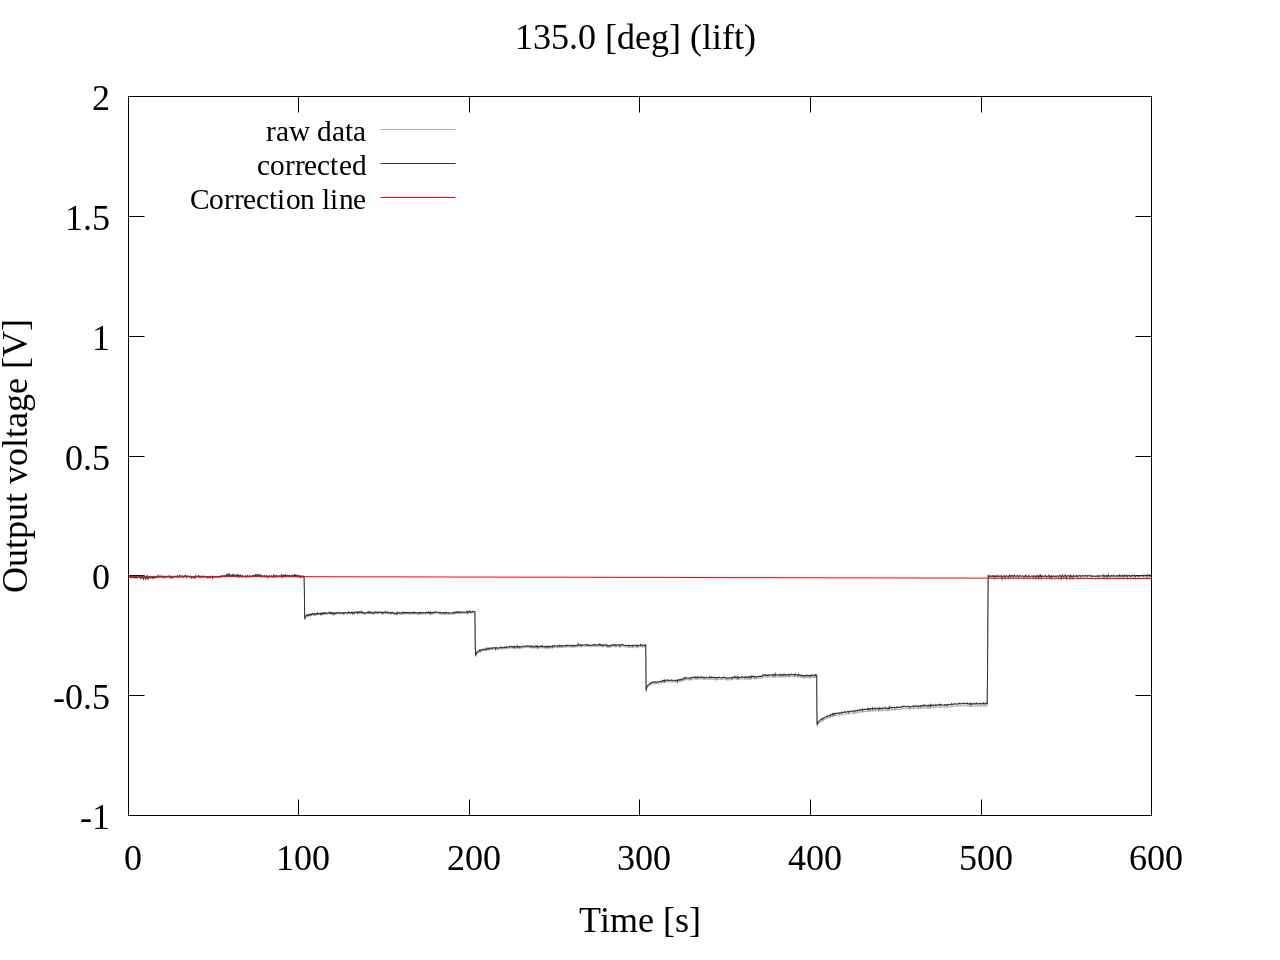 135.0 [deg] (lift)
2
1.5
1
0.5
0
-0.5
-1
raw data
corrected
Correction line
Output voltage [V]
0 100 200 300 400 500 600
Time [s]